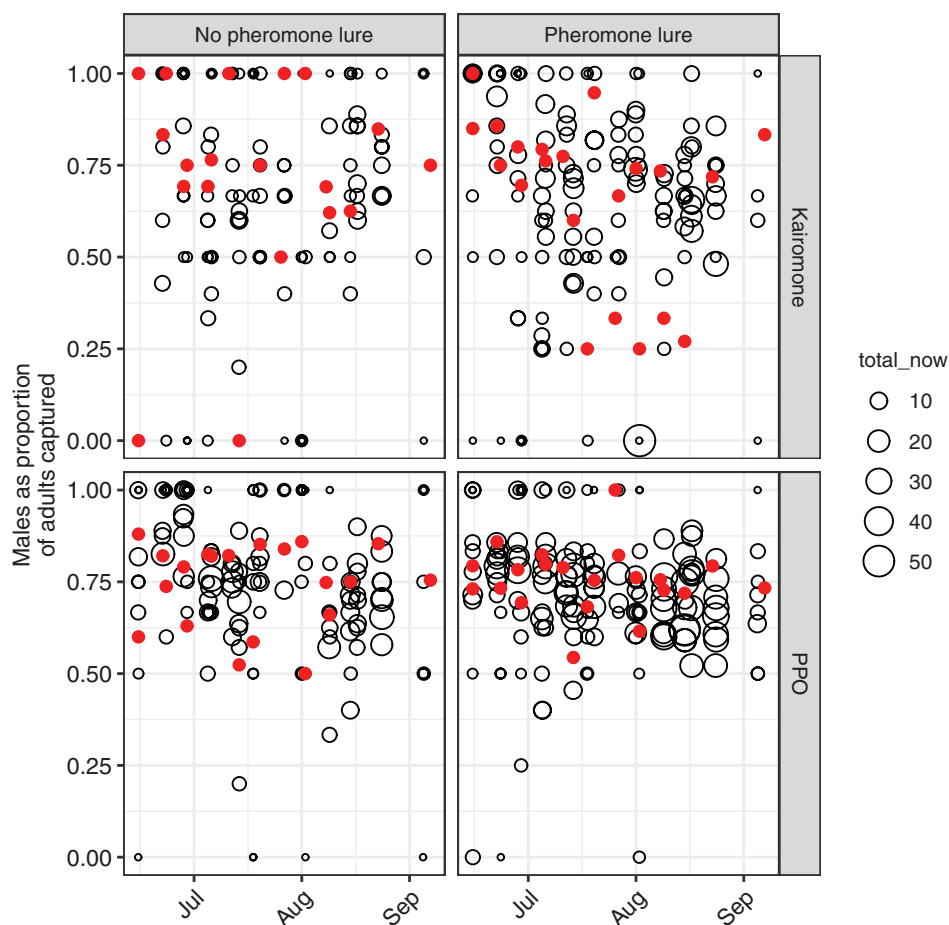 No pheromone lure
Pheromone lure
1.00
0.75
0.50
0.25
0.00
Kairomone
1.00
0.75
0.50
0.25
0.00
PPO
Males as proportion
of adults captured
Jul
Aug
Sep
Jul
Aug
Sep
total_now
10
20
30
40
50